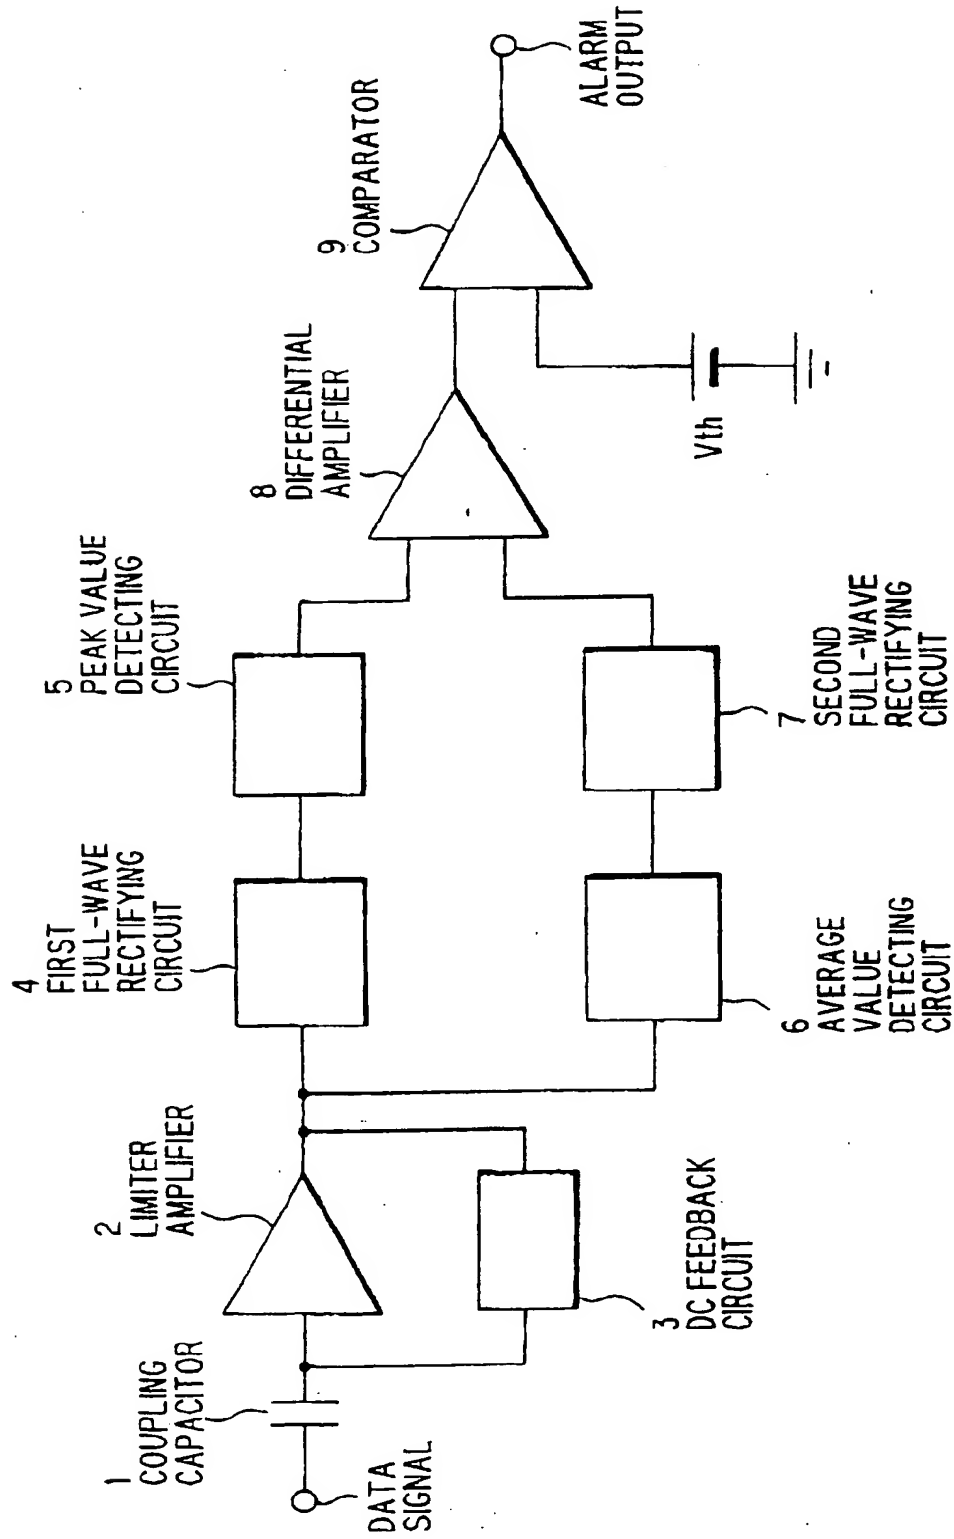 1
COUPLING
CAPACITOR
DATA
SIGNAL
2
LIMITER
AMPLIFIER
3
DC FEEDBACK
CIRCUIT
4
FIRST
FULL-WAVE
RECTIFYING
CIRCUIT
5
PEAK VALUE
DETECTING
CIRCUIT
6
AVERAGE
VALUE
DETECTING
CIRCUIT
7
SECOND
FULL-WAVE
RECTIFYING
CIRCUIT
8
DIFFERENTIAL
AMPLIFIER
9
COMPARATOR
Vth
ALARM
OUTPUT